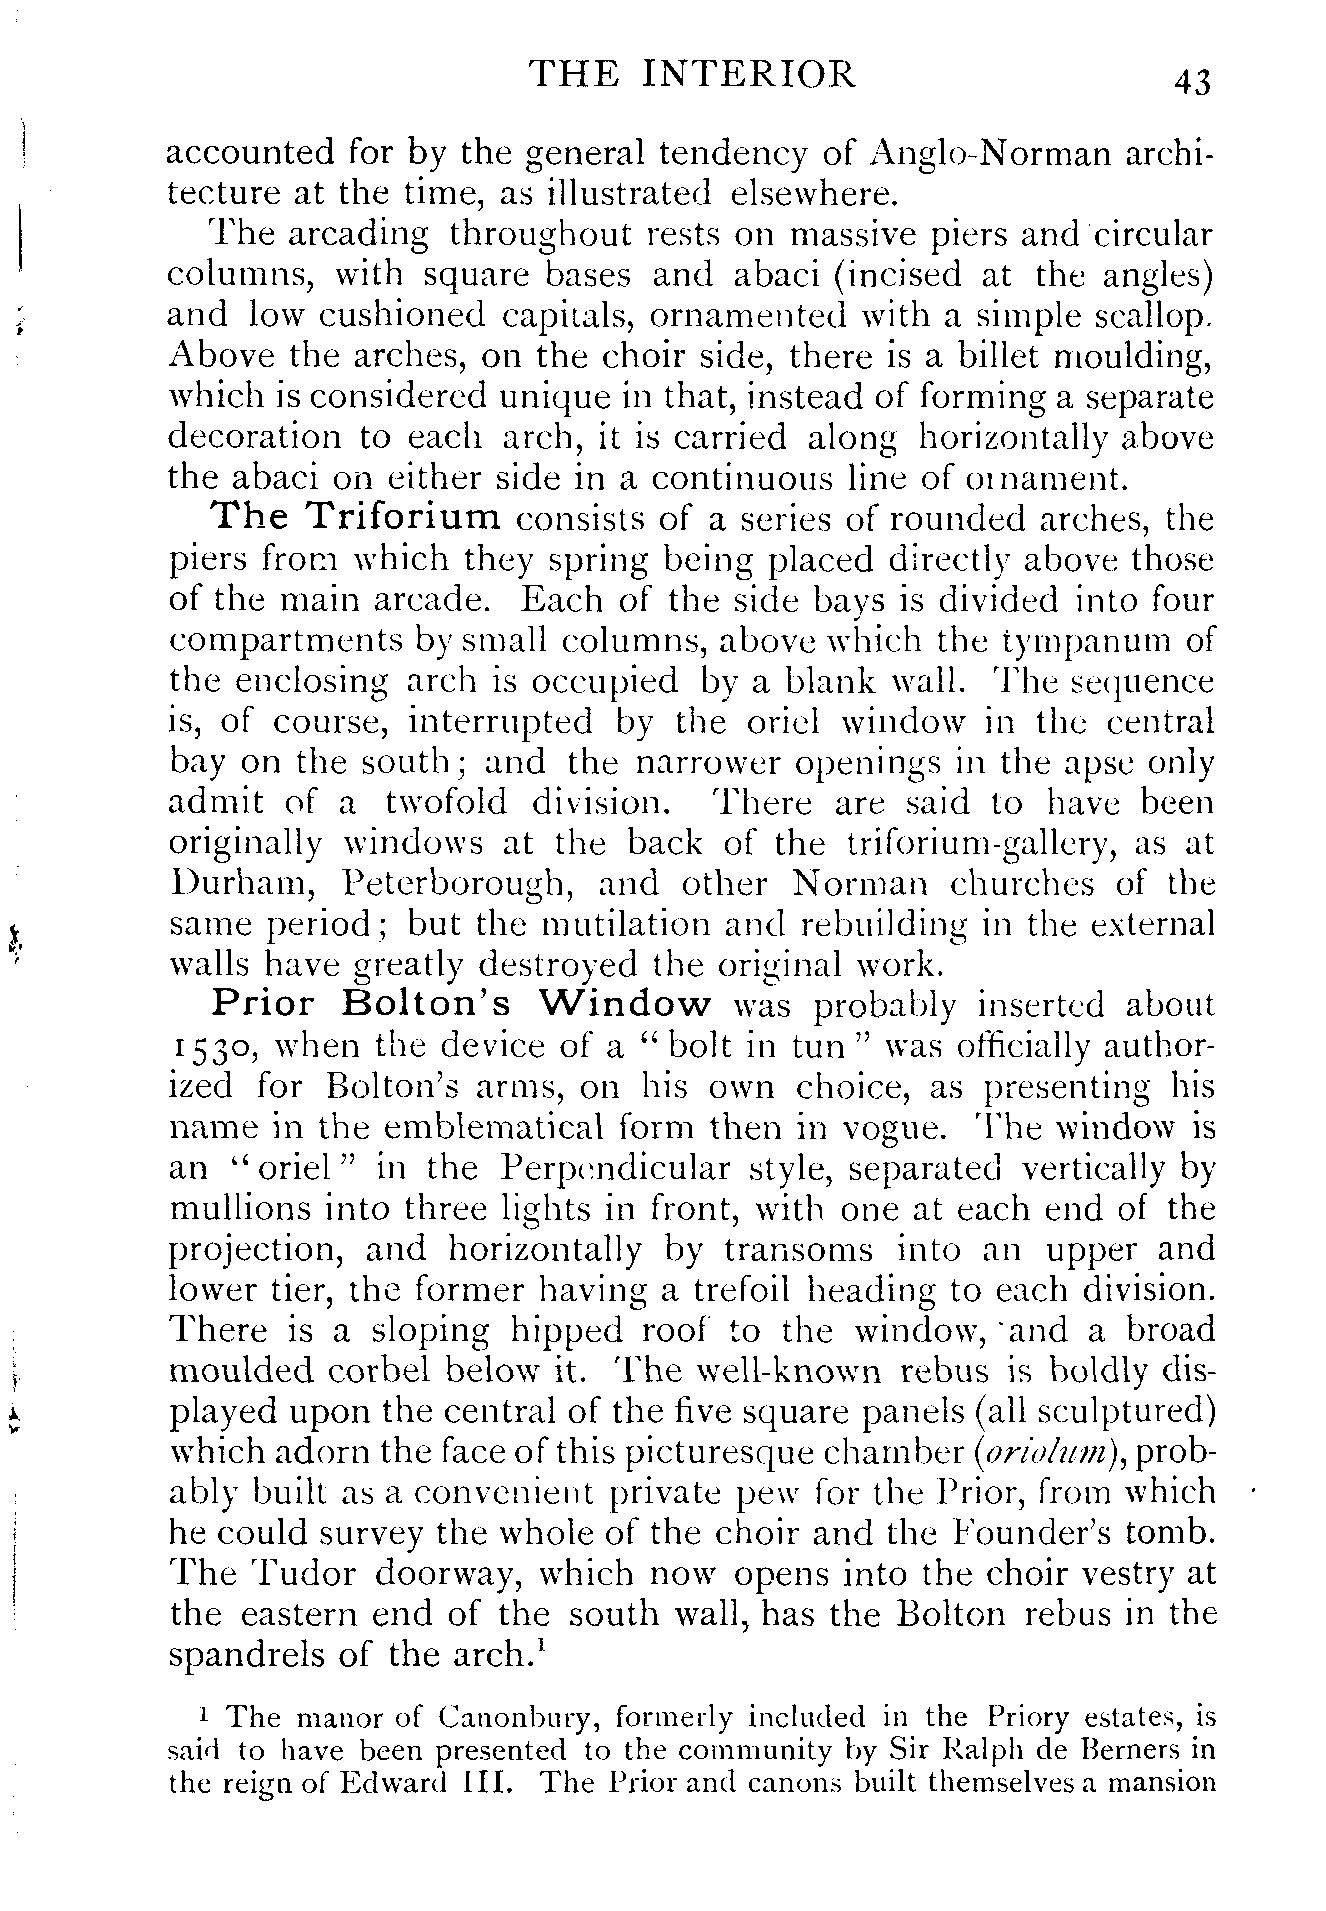 THE INTERIOR 43
accounted for by the general tendency of Anglo-Norman archi-
tecture at the time, as illustrated elsewhere.
The arcading throughout rests on massive piers and circular
columns, with square bases and abaci (incised at the angles)
and low cushioned capitals, ornamented with a simple scallop.
Above the arches, on the choir side, there is a billet moulding,
which is considered unique in that, instead of forming a separate
decoration to each arch, it is carried along horizontally above
the abaci on either side in a continuous line of ornament.
The Triforium consists of a series of rounded arches, the
piers from which they spring being placed directly above those
of the main arcade. Each of the side bays is divided into four
compartments by small columns, above which the tympanum of
the enclosing arch is occupied by a blank wall. The sequence
is, of course, interrupted by the oriel window in the central
bay on the south; and the narrower openings in the apse only
admit of a twofold division. There are said to have been
originally windows at the back of the triforium-gallery, as at
Durham, Peterborough, and other Norman churches of the
same period; but the mutilation and rebuilding in the external
walls have greatly destroyed the original work.
Prior Bolton's Window was probably inserted about
1530, when the device of a "bolt in tun" was officially author-
ized for Bolton's arms, on his own choice, as presenting his
name in the emblematical form then in vogue. The window is
an "oriel" in the Perpendicular style, separated vertically by
mullions into three lights in front, with one at each end of the
projection, and horizontally by transoms into an upper and
lower tier, the former having a trefoil heading to each division.
There is a sloping hipped roof to the window, and a broad
moulded corbel below it. The well-known rebus is boldly dis-
played upon the central of the five square panels (all sculptured)
which adorn the face of this picturesque chamber (oriolum), prob-
ably built as a convenient private pew for the Prior, from which
he could survey the whole of the choir and the Founder's tomb.
The Tudor doorway, which now opens into the choir vestry at
the eastern end of the south wall, has the Bolton rebus in the
spandrels of the arch.¹
¹ The manor of Canonbury, formerly included in the Priory estates, is
said to have been presented to the community by Sir Ralph de Berners in
the reign of Edward III. The Prior and canons built themselves a mansion